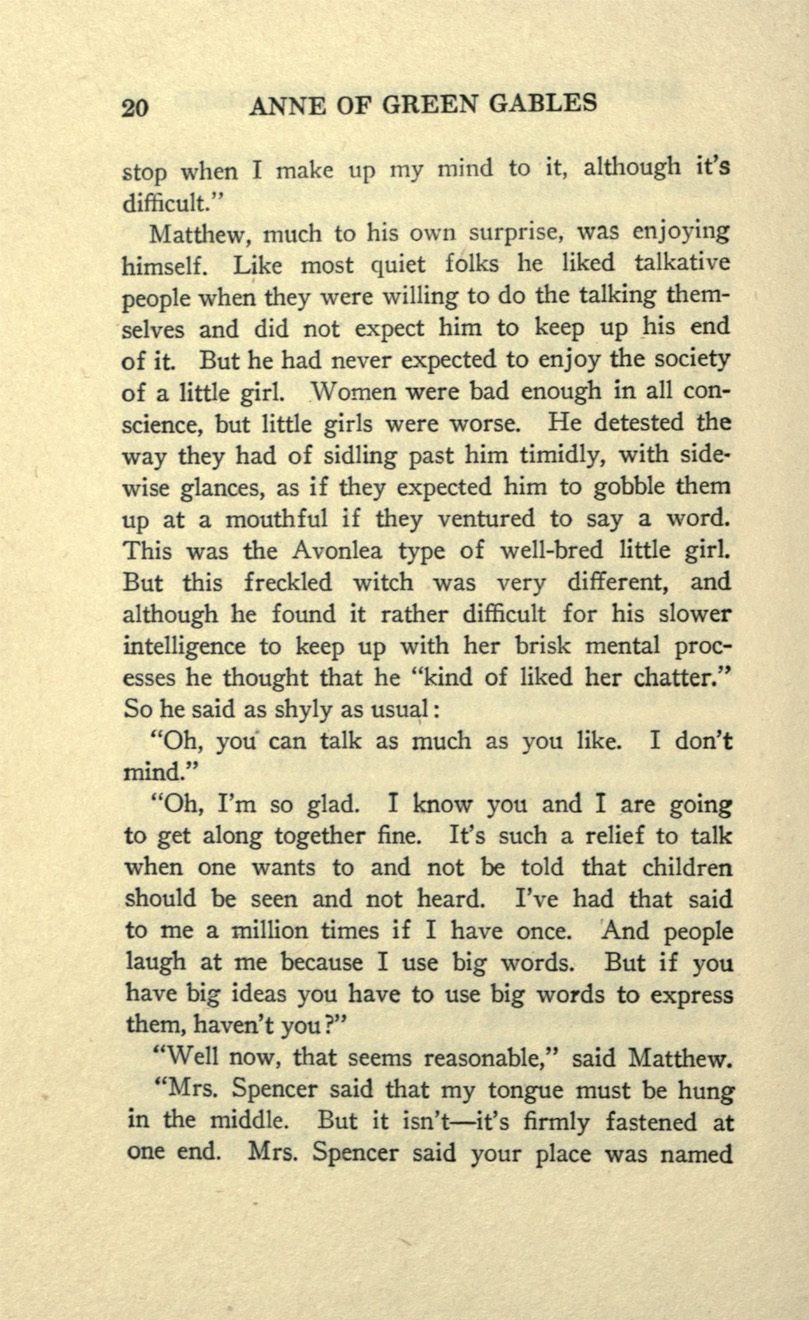 20 ANNE OF GREEN GABLES
stop when I make up my mind to it, although it's
difficult."
Matthew, much to his own surprise, was enjoying
himself. Like most quiet folks he liked talkative
people when they were willing to do the talking them-
selves and did not expect him to keep up his end
of it. But he had never expected to enjoy the society
of a little girl. Women were bad enough in all con-
science, but little girls were worse. He detested the
way they had of sidling past him timidly, with side-
wise glances, as if they expected him to gobble them
up at a mouthful if they ventured to say a word.
This was the Avonlea type of well-bred little girl.
But this freckled witch was very different, and
although he found it rather difficult for his slower
intelligence to keep up with her brisk mental proc-
esses he thought that he "kind of liked her chatter."
So he said as shyly as usual:
"Oh, you can talk as much as you like. I don't
mind."
"Oh, I'm so glad. I know you and I are going
to get along together fine. It's such a relief to talk
when one wants to and not be told that children
should be seen and not heard. I've had that said
to me a million times if I have once. And people
laugh at me because I use big words. But if you
have big ideas you have to use big words to express
them, haven't you?"
"Well now, that seems reasonable," said Matthew.
"Mrs. Spencer said that my tongue must be hung
in the middle. But it isn't—it's firmly fastened at
one end. Mrs. Spencer said your place was named